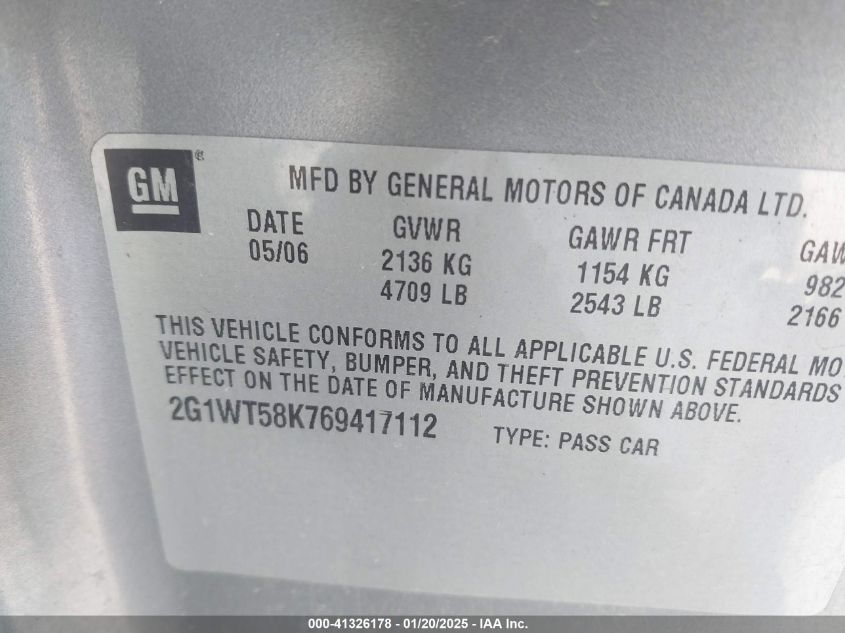 GM®
MFD BY GENERAL MOTORS OF CANADA LTD.
DATE GVWR GAWR FRT
05/06 2136 KG 1154 KG 982
4709 LB 2543 LB 2166
THIS VEHICLE CONFORMS TO ALL APPLICABLE U.S. FEDERAL
VEHICLE SAFETY, BUMPER, AND THEFT PREVENTION STANDARDS
EFFECT ON THE DATE OF MANUFACTURE SHOWN ABOVE.
2G1WT58K769417112 TYPE: PASS CAR
000-41326178 - 01/20/2025 - IAA Inc.